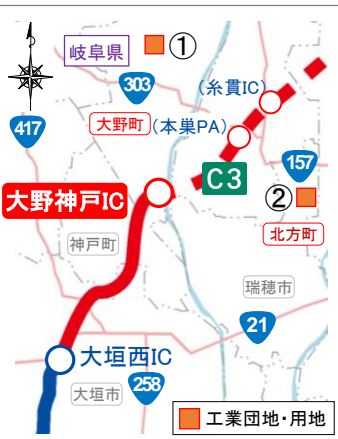 岐阜県
①
303
(糸貫IC)
417
大野町
(本巣PA)
157
C3
大野神戸IC
②
北方町
神戸町
瑞穂市
21
大垣西IC
258
大垣市
工業団地・用地